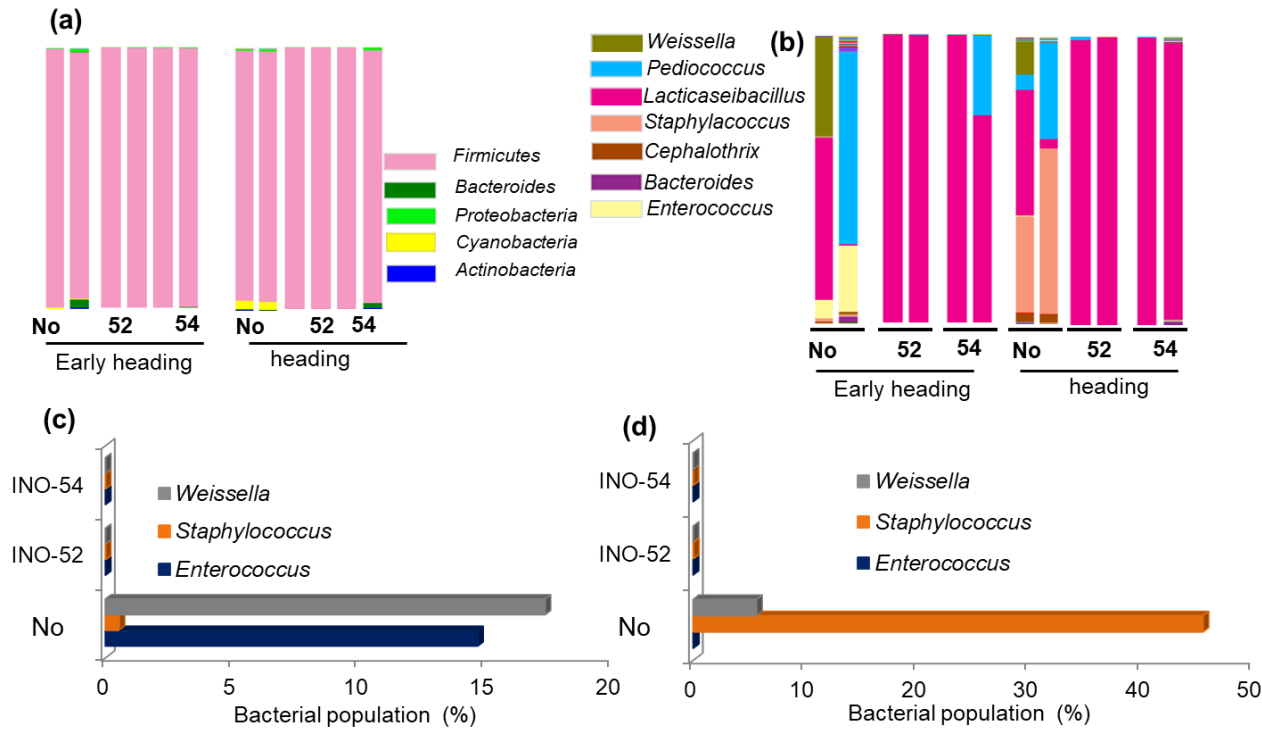 (a)
Firmicutes
Bacteroides
Proteobacteria
Cyanobacteria
Actinobacteria
No 52 54 No 52 54
Early heading heading
(b)
Weissella
Pediococcus
Lacticaseibacillus
Staphylacoccus
Cephalothrix
Bacteroides
Enterococcus
No 52 54 No 52 54
Early heading heading
(c)
INO-54
INO-52
No
Weissella
Staphylococcus
Enterococcus
0 5 10 15 20
Bacterial population (%)
(d)
INO-54
INO-52
No
Weissella
Staphylococcus
Enterococcus
0 10 20 30 40 50
Bacterial population (%)